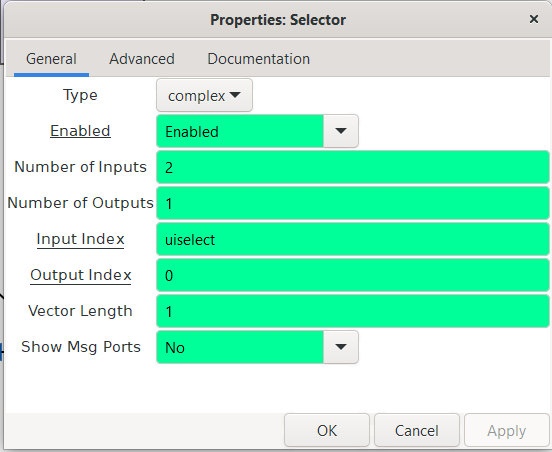 Properties: Selector ×
General Advanced Documentation
Type complex
Enabled Enabled
Number of Inputs 2
Number of Outputs 1
Input Index uiselect
Output Index 0
Vector Length 1
Show Msg Ports No
OK Cancel Apply